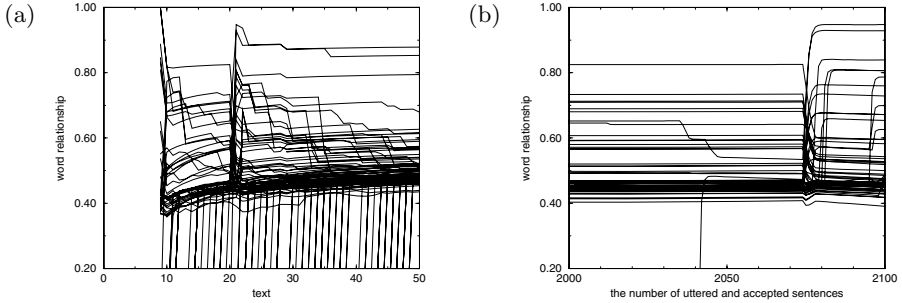 (a)
1.00
0.80
0.60
0.40
0.20
word relationship
0 10 20 30 40 50
text
(b)
1.00
0.80
0.60
0.40
0.20
word relationship
2000 2050 2100
the number of uttered and accepted sentences